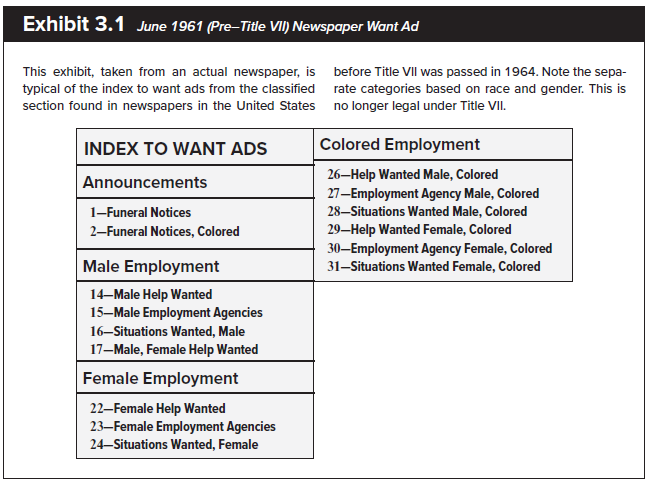 Exhibit 3.1 June 1961 (Pre–Title VII) Newspaper Want Ad
This exhibit, taken from an actual newspaper, is
typical of the index to want ads from the classified
section found in newspapers in the United States
before Title VII was passed in 1964. Note the sepa-
rate categories based on race and gender. This is
no longer legal under Title VII.
INDEX TO WANT ADS
Announcements
1—Funeral Notices
2—Funeral Notices, Colored
Male Employment
14—Male Help Wanted
15—Male Employment Agencies
16—Situations Wanted, Male
17—Male, Female Help Wanted
Female Employment
22—Female Help Wanted
23—Female Employment Agencies
24—Situations Wanted, Female
Colored Employment
26—Help Wanted Male, Colored
27—Employment Agency Male, Colored
28—Situations Wanted Male, Colored
29—Help Wanted Female, Colored
30—Employment Agency Female, Colored
31—Situations Wanted Female, Colored